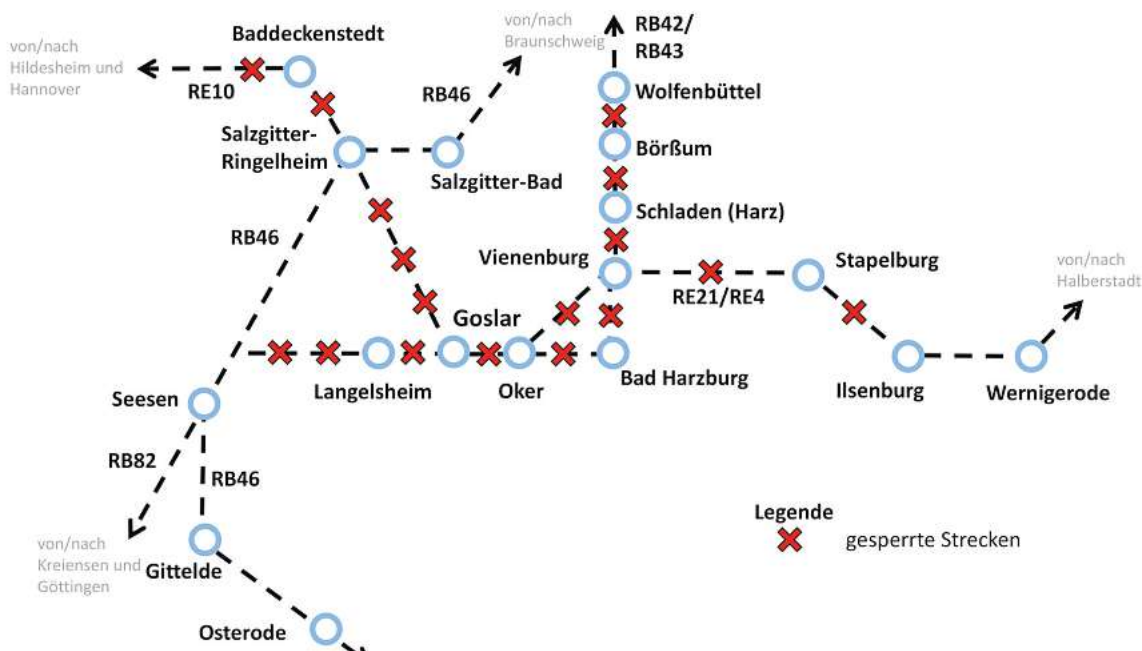 von/nach
Hildesheim und
Hannover
Baddeckenstedt
RE10
von/nach
Braunschweig
RB42/
RB43
RB46
Wolfenbüttel
Salzgitter-
Ringelheim
Salzgitter-Bad
Börßum
Schladen (Harz)
RB46
Vienenburg
RE21/RE4
Stapelburg
von/nach
Halberstadt
Goslar
Langelsheim
Oker
Bad Harzburg
Ilsenburg
Wernigerode
Seesen
RB82
RB46
von/nach
Kreiensen und
Göttingen
Gittelde
Osterode
Legende
gesperrte Strecken